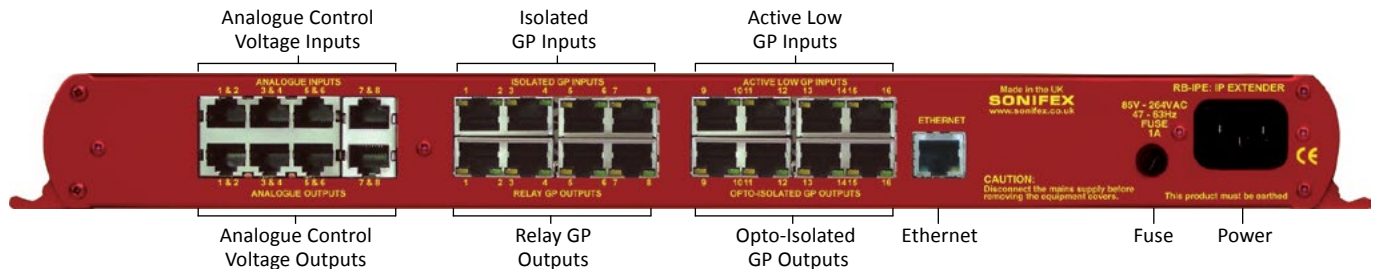 Analogue Control
Voltage Inputs
Isolated
GP Inputs
Active Low
GP Inputs
ANALOGUE INPUTS
1 & 2 3 & 4 5 & 6 7 & 8
ISOLATED GP INPUTS
1 2 3 4 5 6 7 8
ACTIVE LOW GP INPUTS
9 10 11 12 13 14 15 16
Made in the UK
SONIFEX
www.sonifex.co.uk
RB-IPE: IP EXTENDER
85V - 264VAC
47 - 63Hz
FUSE
1A
ETHERNET
CE
1 & 2 3 & 4 5 & 6 7 & 8
ANALOGUE OUTPUTS
1 2 3 4 5 6 7 8
RELAY GP OUTPUTS
9 10 11 12 13 14 15 16
OPTO-ISOLATED GP OUTPUTS
CAUTION:
Disconnect the mains supply before
removing the equipment covers.
This product must be earthed
Analogue Control
Voltage Outputs
Relay GP
Outputs
Opto-Isolated
GP Outputs
Ethernet
Fuse
Power